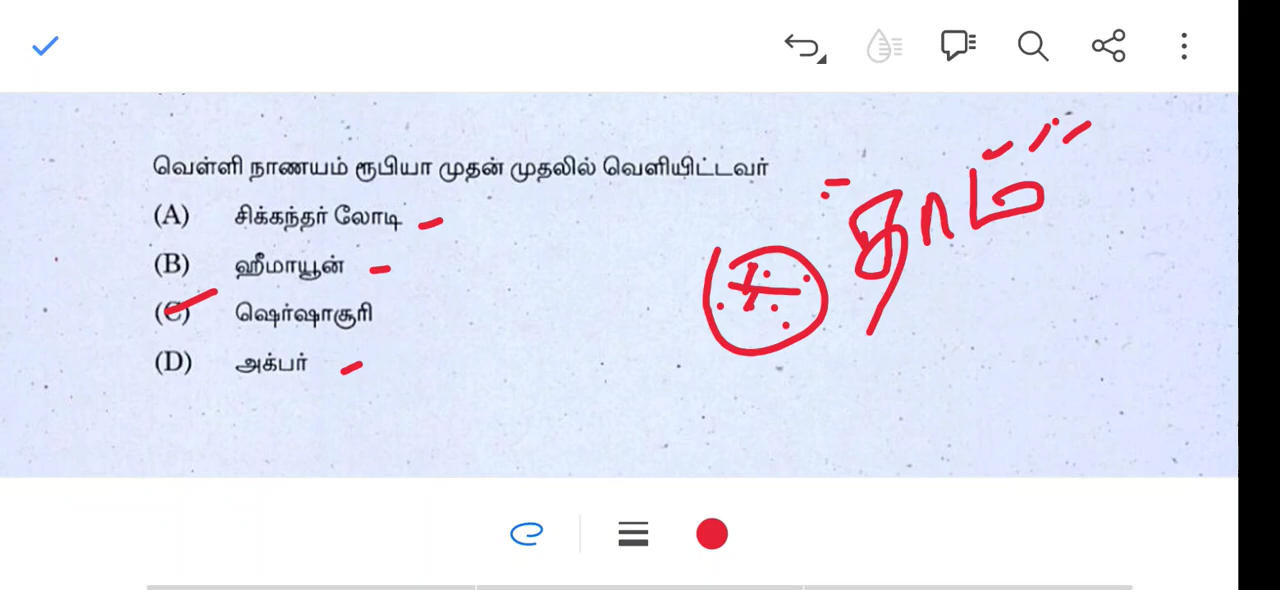 வெள்ளி நாணயம் ரூபியா முதன் முதலில் வெளியிட்டவர்
(A) சிக்கந்தர் லோடி
(B) ஹீமாயூன்
(C) ஷெர்ஷாசூரி
(D) அக்பர்
தாம்